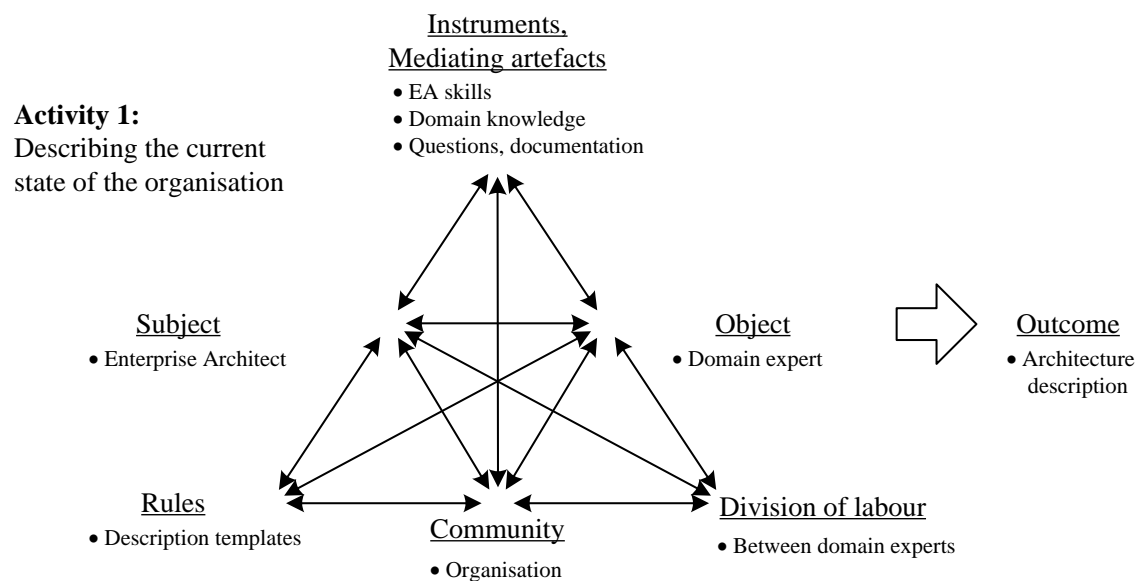 Instruments,
Mediating artefacts
• EA skills
• Domain knowledge
• Questions, documentation
Activity 1:
Describing the current
state of the organisation
Subject
• Enterprise Architect
Object
• Domain expert
Outcome
• Architecture
description
Rules
• Description templates
Community
• Organisation
Division of labour
• Between domain experts